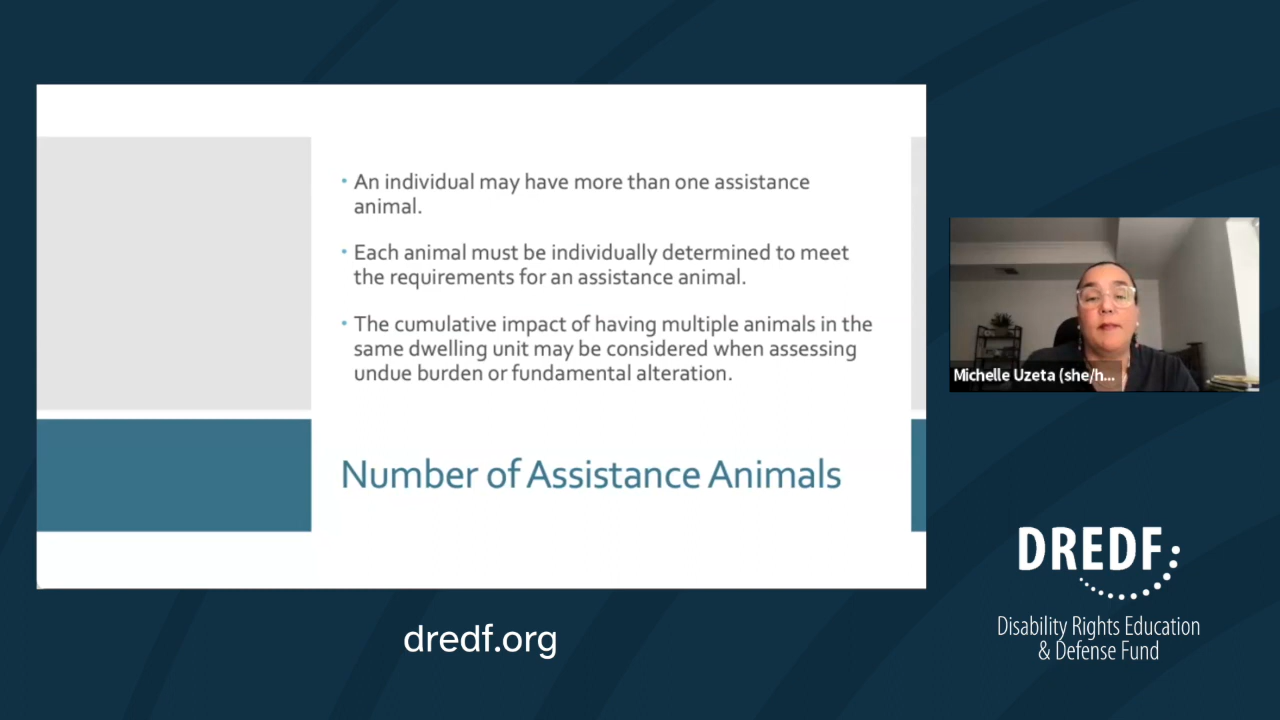 • An individual may have more than one assistance
animal.
• Each animal must be individually determined to meet
the requirements for an assistance animal.
• The cumulative impact of having multiple animals in the
same dwelling unit may be considered when assessing
undue burden or fundamental alteration.
Number of Assistance Animals
Michelle Uzeta (she/h...
dredf.org
DREDF
Disability Rights Education
& Defense Fund